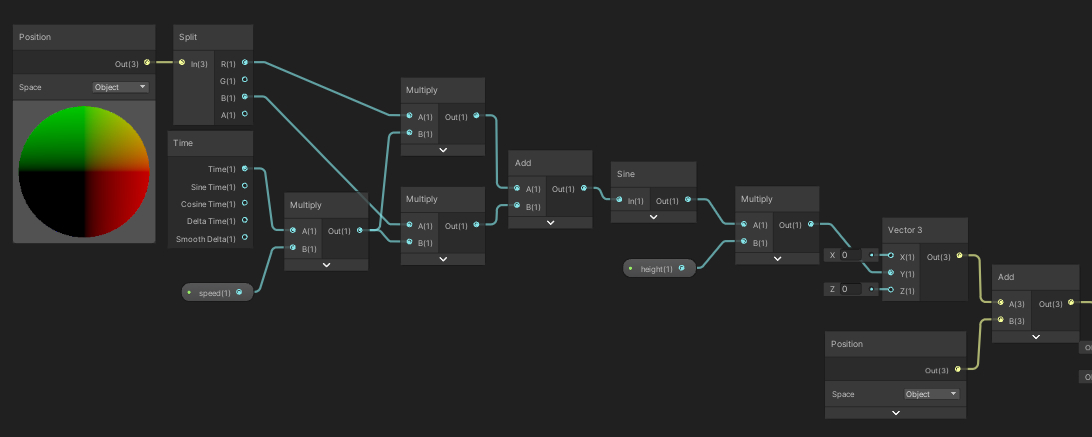 Position
Out(3)
Space
Object
Split
In(3)
R(1)
G(1)
B(1)
A(1)
Time
Time(1)
Sine Time(1)
Cosine Time(1)
Delta Time(1)
Smooth Delta(1)
speed(1)
Multiply
A(1)
B(1)
Out(1)
Multiply
A(1)
B(1)
Out(1)
Multiply
A(1)
B(1)
Out(1)
Add
A(1)
B(1)
Out(1)
Sine
In(1)
Out(1)
height(1)
Multiply
A(1)
B(1)
Out(1)
X 0
Z 0
Vector 3
X(1)
Y(1)
Z(1)
Out(3)
Position
Out(3)
Space
Object
Add
A(3)
B(3)
Out(3)